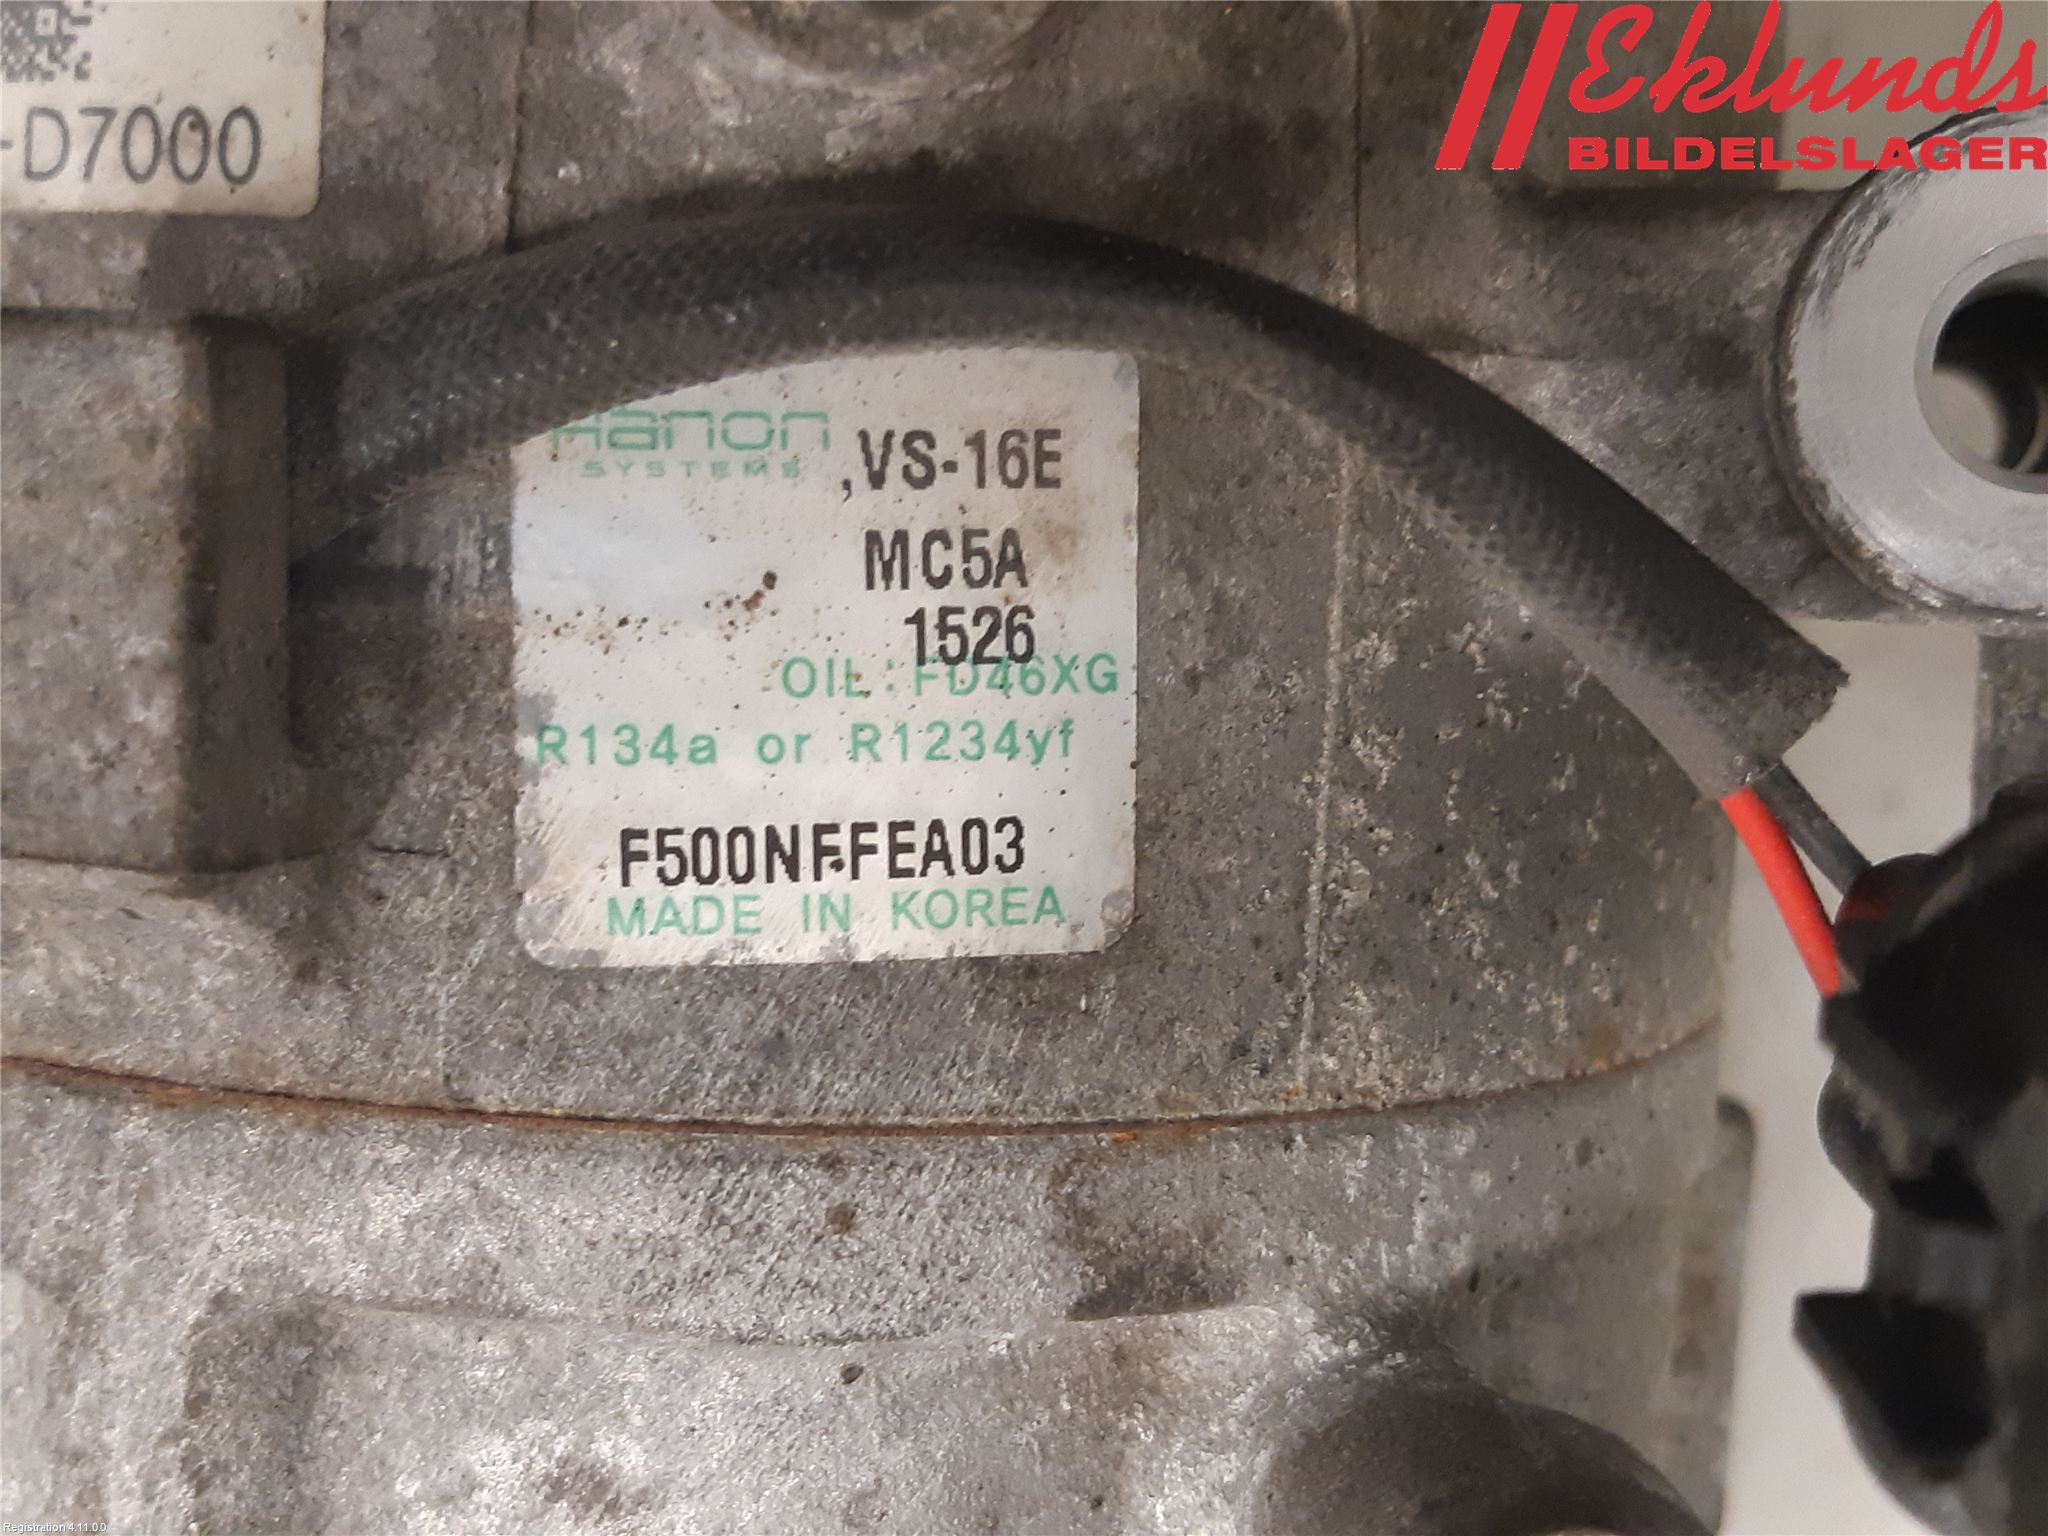 Eklunds
BILDELSLAGER
-D7000
Hanon
SYSTEMS
,VS-16E
MC5A
1526
OIL: FD46XG
R134a or R1234yf
F500NFFEA03
MADE IN KOREA
Registration 4.11.0.0